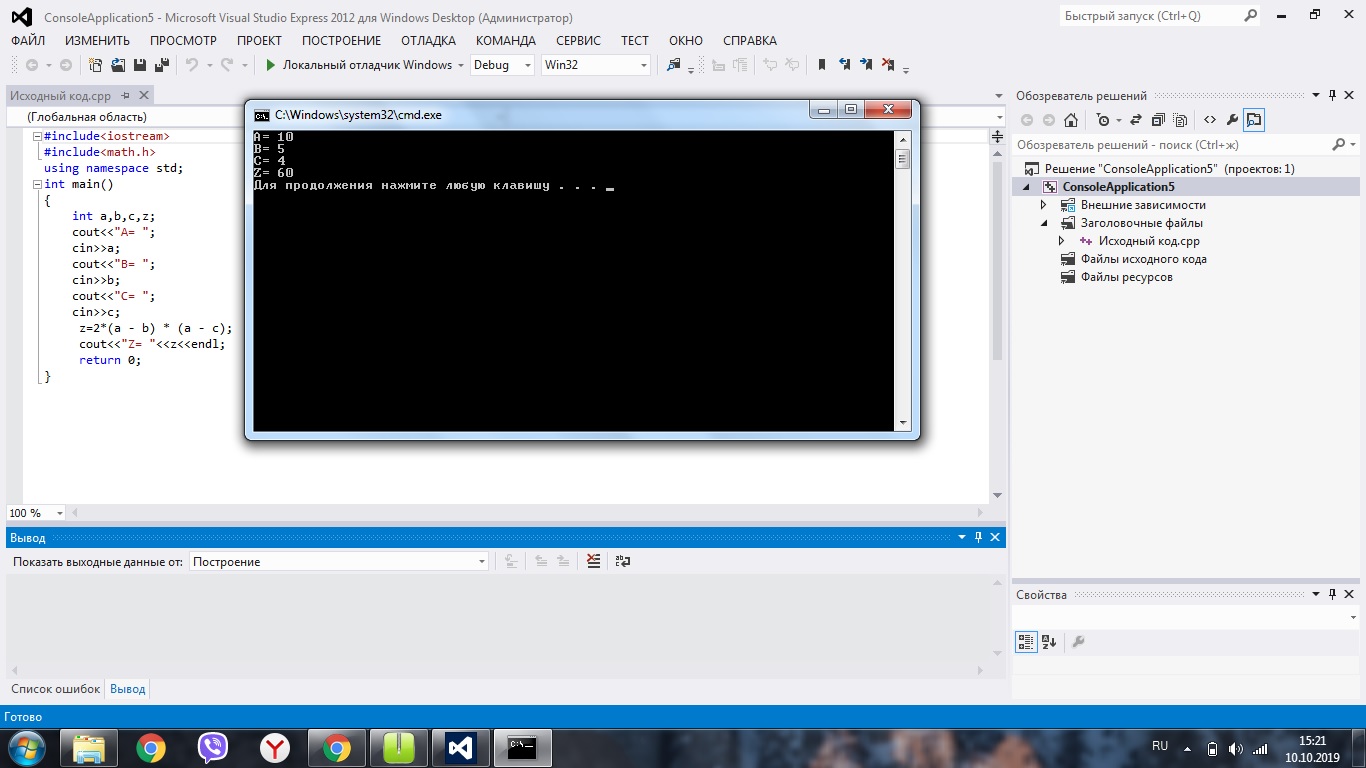 ConsoleApplication5 - Microsoft Visual Studio Express 2012 для Windows Desktop (Администратор)
Быстрый запуск (Ctrl+Q)
ФАЙЛ ИЗМЕНИТЬ ПРОСМОТР ПРОЕКТ ПОСТРОЕНИЕ ОТЛАДКА КОМАНДА СЕРВИС ТЕСТ ОКНО СПРАВКА
Локальный отладчик Windows Debug Win32
Исходный код.cpp
(Глобальная область)
#include<iostream>
#include<math.h>
using namespace std;
int main()
{
int a,b,c,z;
cout<<"A= ";
cin>>a;
cout<<"B= ";
cin>>b;
cout<<"C= ";
cin>>c;
z=2*(a - b) * (a - c);
cout<<"Z= "<<z<<endl;
return 0;
}
C:\Windows\system32\cmd.exe
A= 10
B= 5
C= 4
Z= 60
Для продолжения нажмите любую клавишу . . . _
Обозреватель решений
Обозреватель решений - поиск (Ctrl+ж)
Решение "ConsoleApplication5" (проектов: 1)
ConsoleApplication5
Внешние зависимости
Заголовочные файлы
Исходный код.cpp
Файлы исходного кода
Файлы ресурсов
100 %
Вывод
Показать выходные данные от: Построение
Свойства
Список ошибок Вывод
Готово
C:\
RU
15:21
10.10.2019